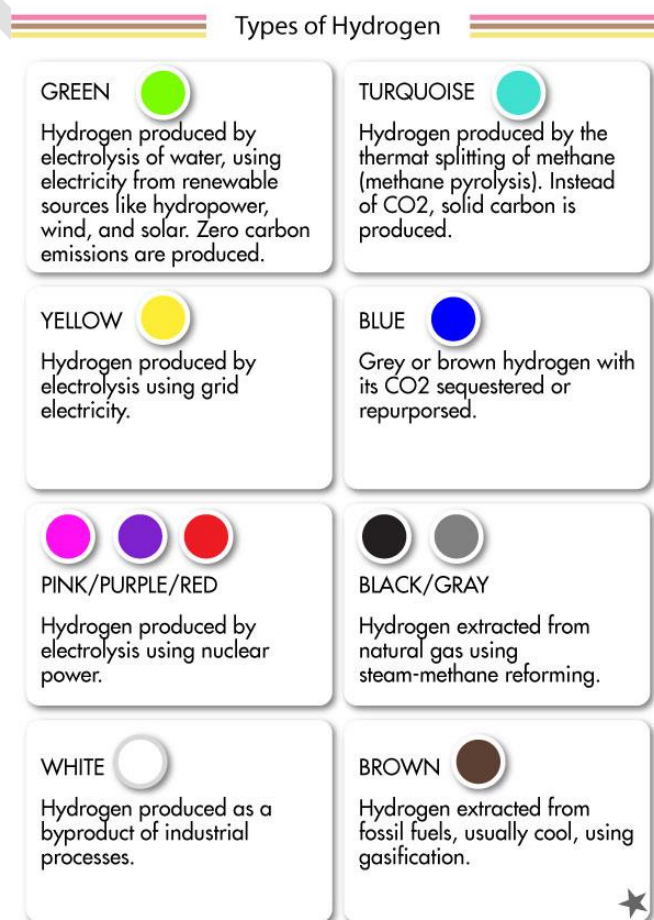 Types of Hydrogen
GREEN
Hydrogen produced by
electrolysis of water, using
electricity from renewable
sources like hydropower,
wind, and solar. Zero carbon
emissions are produced.
TURQUOISE
Hydrogen produced by the
thermat splitting of methane
(methane pyrolysis). Instead
of CO2, solid carbon is
produced.
YELLOW
Hydrogen produced by
electrolysis using grid
electricity.
BLUE
Grey or brown hydrogen with
its CO2 sequestered or
repurporsed.
PINK/PURPLE/RED
Hydrogen produced by
electrolysis using nuclear
power.
BLACK/GRAY
Hydrogen extracted from
natural gas using
steam-methane reforming.
WHITE
Hydrogen produced as a
byproduct of industrial
processes.
BROWN
Hydrogen extracted from
fossil fuels, usually cool, using
gasification.